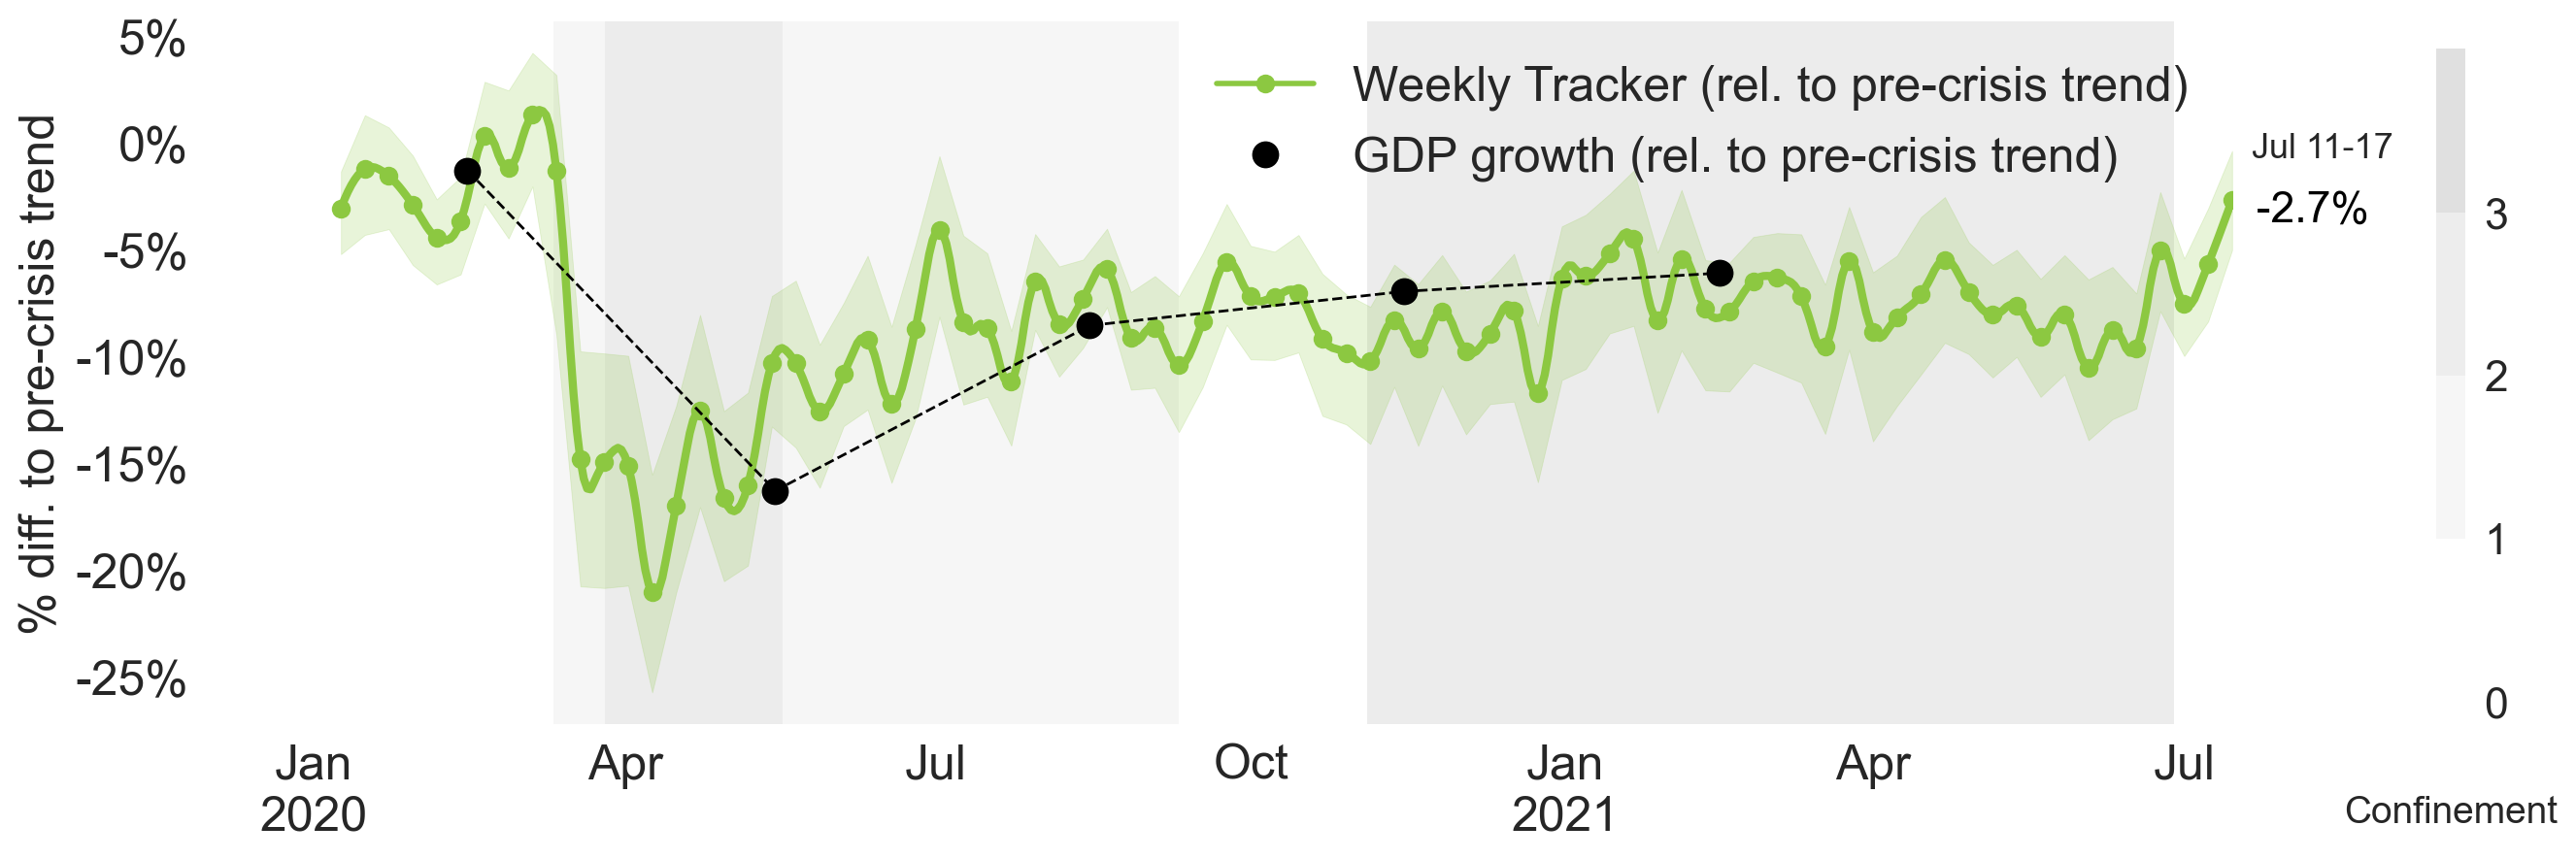 5%
0%
-5%
-10%
-15%
-20%
-25%
% diff. to pre-crisis trend
Weekly Tracker (rel. to pre-crisis trend)
GDP growth (rel. to pre-crisis trend)
Jul 11-17
-2.7%
3
2
1
0
Confinement
Jan Apr Jul Oct Jan Apr Jul
2020 2021